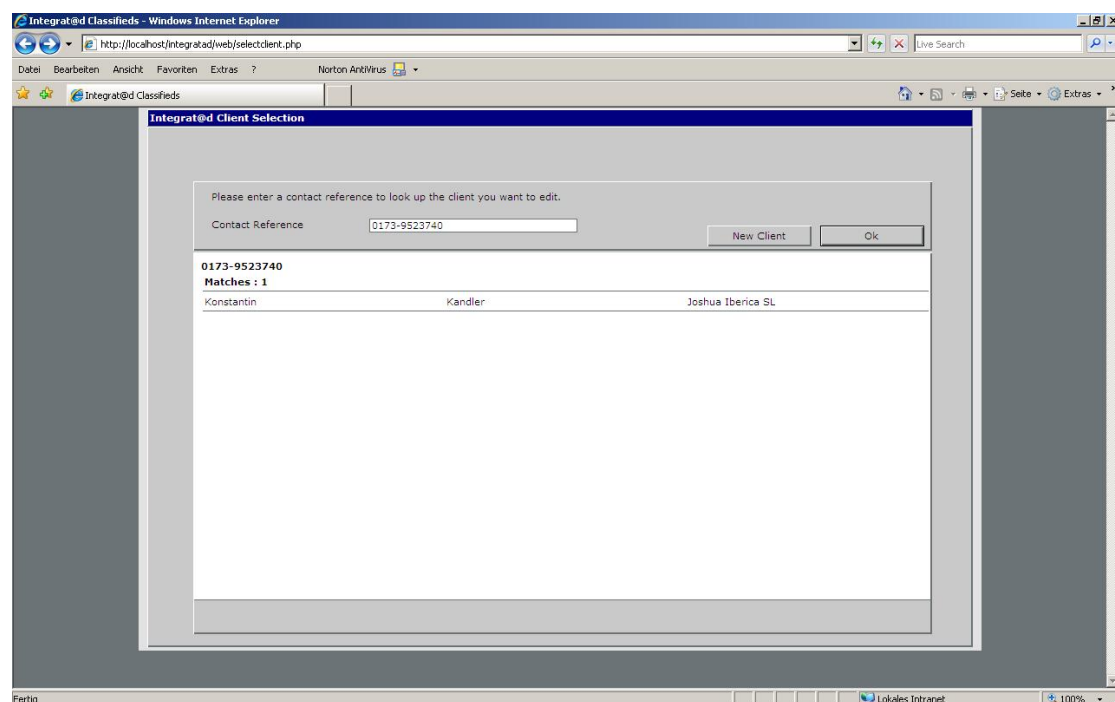 Integrat@d Classifieds - Windows Internet Explorer
http://localhost/integratad/web/selectclient.php
Live Search
Datei Bearbeiten Ansicht Favoriten Extras ? Norton AntiVirus
Integrat@d Classifieds
Seite Extras
Integrat@d Client Selection
Please enter a contact reference to look up the client you want to edit.
Contact Reference 0173-9523740
New Client Ok
0173-9523740
Matches : 1
Konstantin Kandler Joshua Iberica SL
Fertig Lokales Intranet 100%